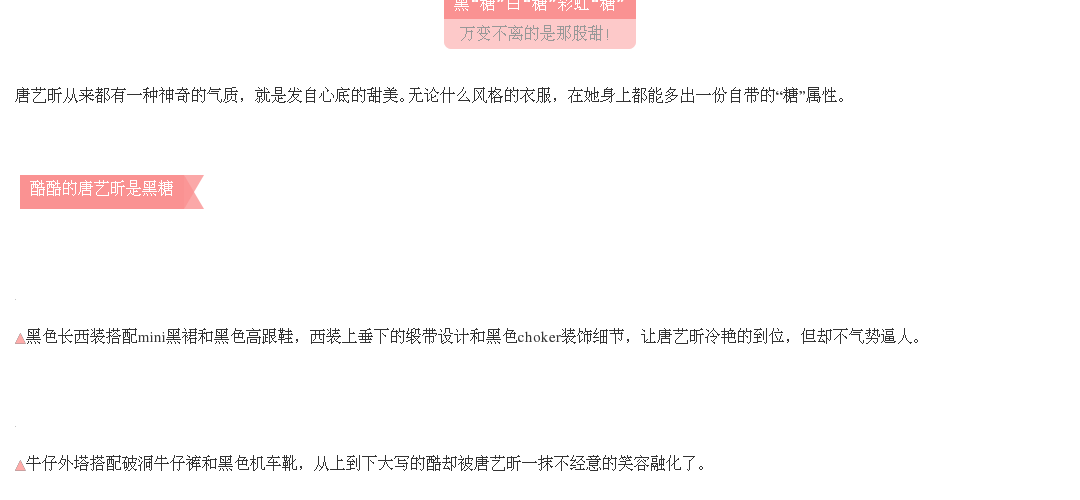 黑“糖”白“糖”彩虹“糖”
万变不离的是那股甜!
唐艺昕从来都有一种神奇的气质，就是发自心底的甜美。无论什么风格的衣服，在她身上都能多出一份自带的“糖”属性。
酷酷的唐艺昕是黑糖
▲黑色长西装搭配mini黑裙和黑色高跟鞋，西装上垂下的缎带设计和黑色choker装饰细节，让唐艺昕冷艳的到位，但却不气势逼人。
▲牛仔外塔搭配破洞牛仔裤和黑色机车靴，从上到下大写的酷却被唐艺昕一抹不经意的笑容融化了。